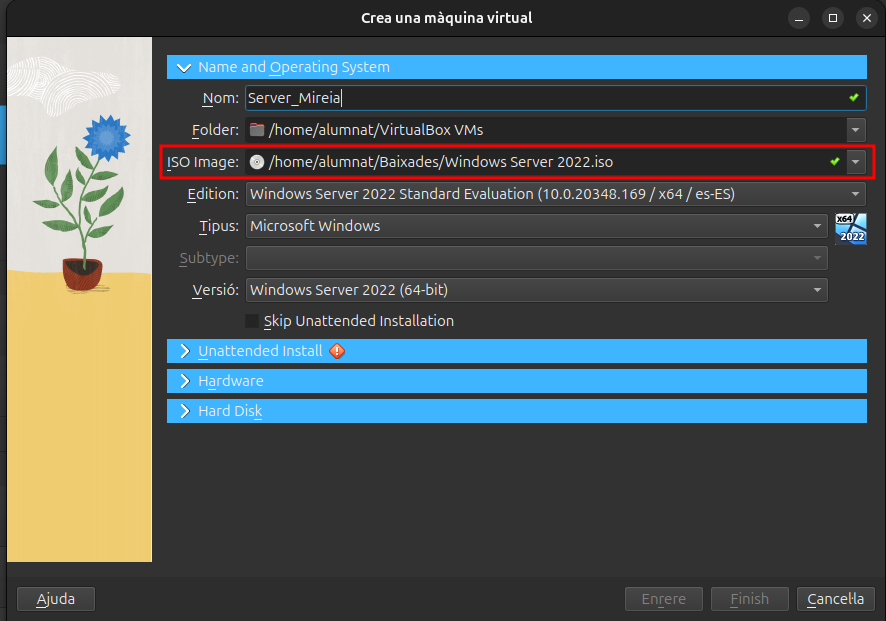 Crea una màquina virtual
Name and Operating System
Nom: Server_Mireia
Folder: /home/alumnat/VirtualBox VMs
ISO Image: /home/alumnat/Baixades/Windows Server 2022.iso
Edition: Windows Server 2022 Standard Evaluation (10.0.20348.169 / x64 / es-ES)
Tipus: Microsoft Windows
x64
2022
Subtype:
Versió: Windows Server 2022 (64-bit)
Skip Unattended Installation
Unattended Install
Hardware
Hard Disk
Ajuda Enrere Finish Canceŀla